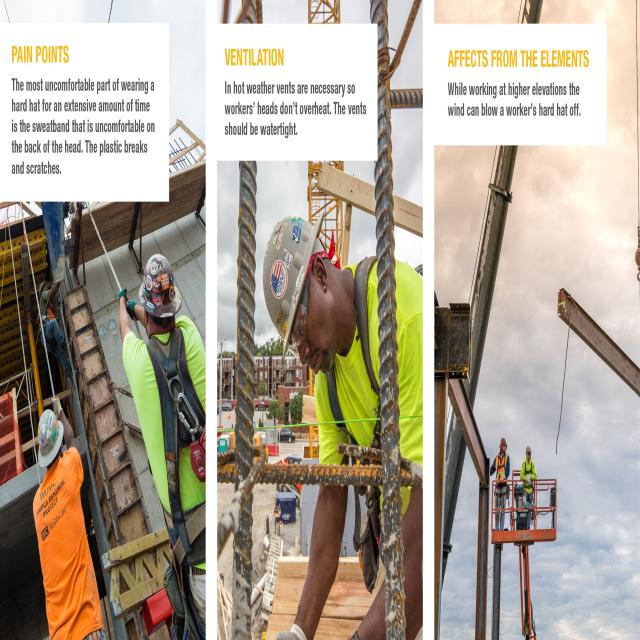 PAIN POINTS
The most uncomfortable part of wearing a
hard hat for an extensive amount of time
is the sweatband that is uncomfortable on
the back of the head. The plastic breaks
and scratches.
VENTILATION
In hot weather vents are necessary so
workers' heads don't overheat. The vents
should be watertight.
AFFECTS FROM THE ELEMENTS
While working at higher elevations the
wind can blow a worker's hard hat off.